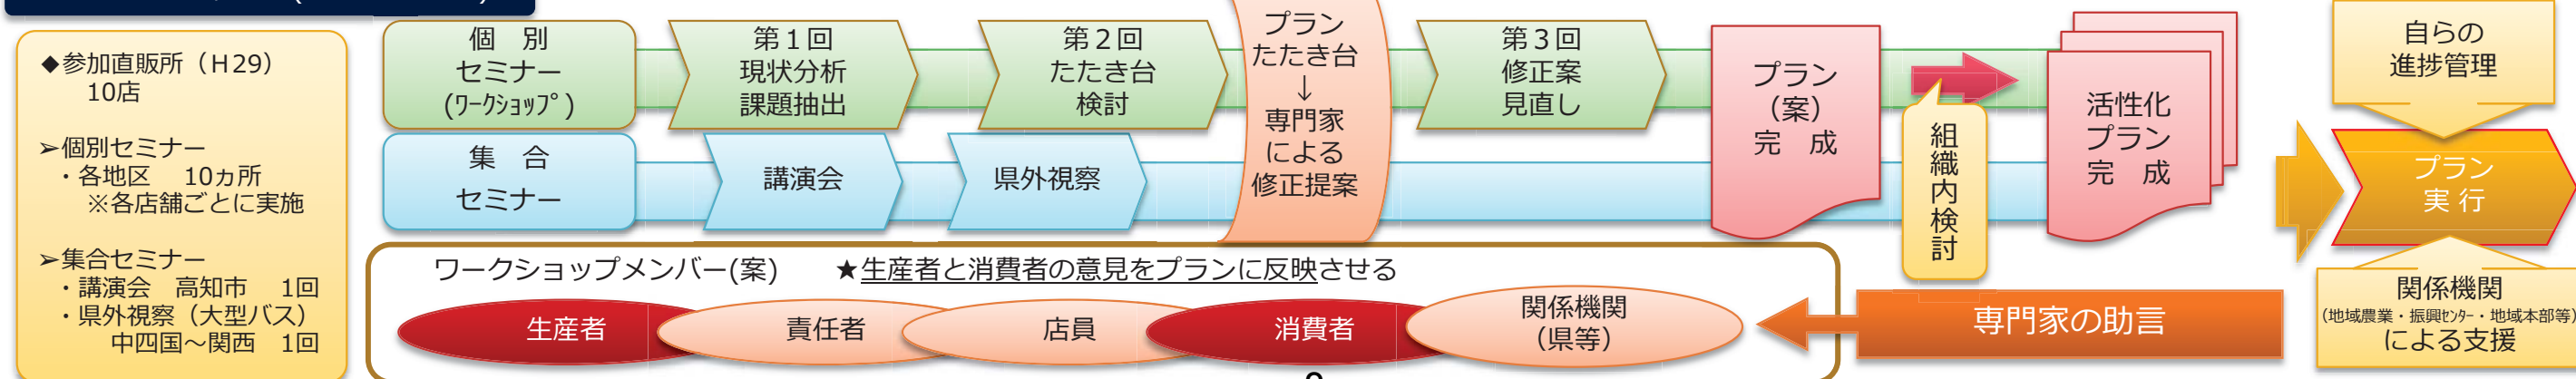 ◆参加直販所（H29）
10店
➢個別セミナー
・各地区　10ヵ所
※各店舗ごとに実施
➢集合セミナー
・講演会　高知市　1回
・県外視察（大型バス）
中四国～関西　1回
個　別
セミナー
(ﾜｰｸｼｮｯﾌﾟ)
第１回
現状分析
課題抽出
第２回
たたき台
検討
プラン
たたき台
↓
専門家
による
修正提案
第３回
修正案
見直し
プラン
（案）
完　成
組織内検討
活性化
プラン
完　成
集　合
セミナー
講演会
県外視察
自らの
進捗管理
プラン
実 行
関係機関
（地域農業・振興ｾﾝﾀｰ・地域本部等）
による支援
ワークショップメンバー(案)　★生産者と消費者の意見をプランに反映させる
生産者
責任者
店員
消費者
関係機関
（県等）
専門家の助言